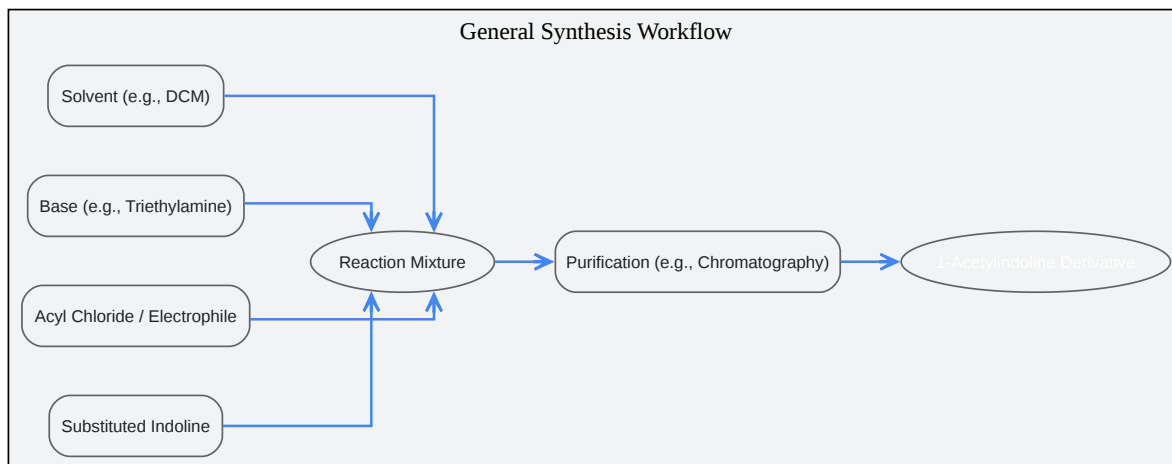 General Synthesis Workflow
Solvent (e.g., DCM)
Base (e.g., Triethylamine)
Reaction Mixture
Purification (e.g., Chromatography)
1-Acetylindoline Derivative
Acyl Chloride / Electrophile
Substituted Indoline